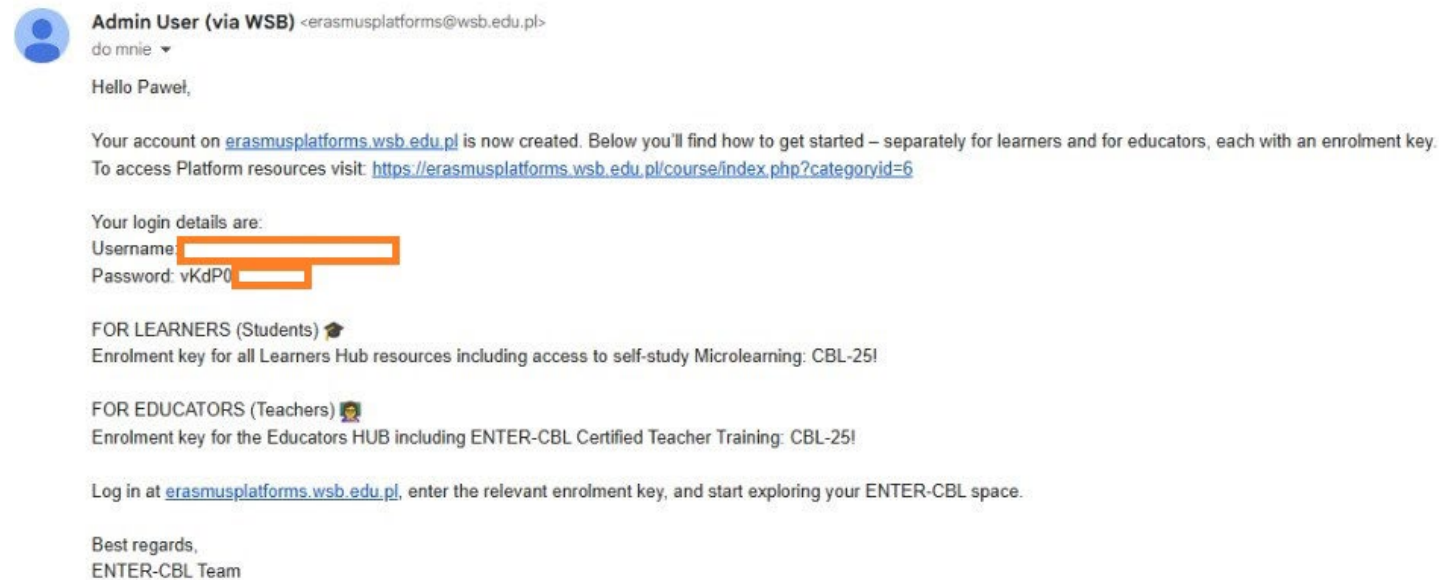 Admin User (via WSB) <erasmusplatforms@wsb.edu.pl>
do mnie
Hello Paweł,
Your account on erasmusplatforms.wsb.edu.pl is now created. Below you'll find how to get started – separately for learners and for educators, each with an enrolment key.
To access Platform resources visit: https://erasmusplatforms.wsb.edu.pl/course/index.php?categoryid=6
Your login details are:
Username:
Password: vKdP0
FOR LEARNERS (Students) 🎓
Enrolment key for all Learners Hub resources including access to self-study Microlearning: CBL-25!
FOR EDUCATORS (Teachers) 👩‍🏫
Enrolment key for the Educators HUB including ENTER-CBL Certified Teacher Training: CBL-25!
Log in at erasmusplatforms.wsb.edu.pl, enter the relevant enrolment key, and start exploring your ENTER-CBL space.
Best regards,
ENTER-CBL Team